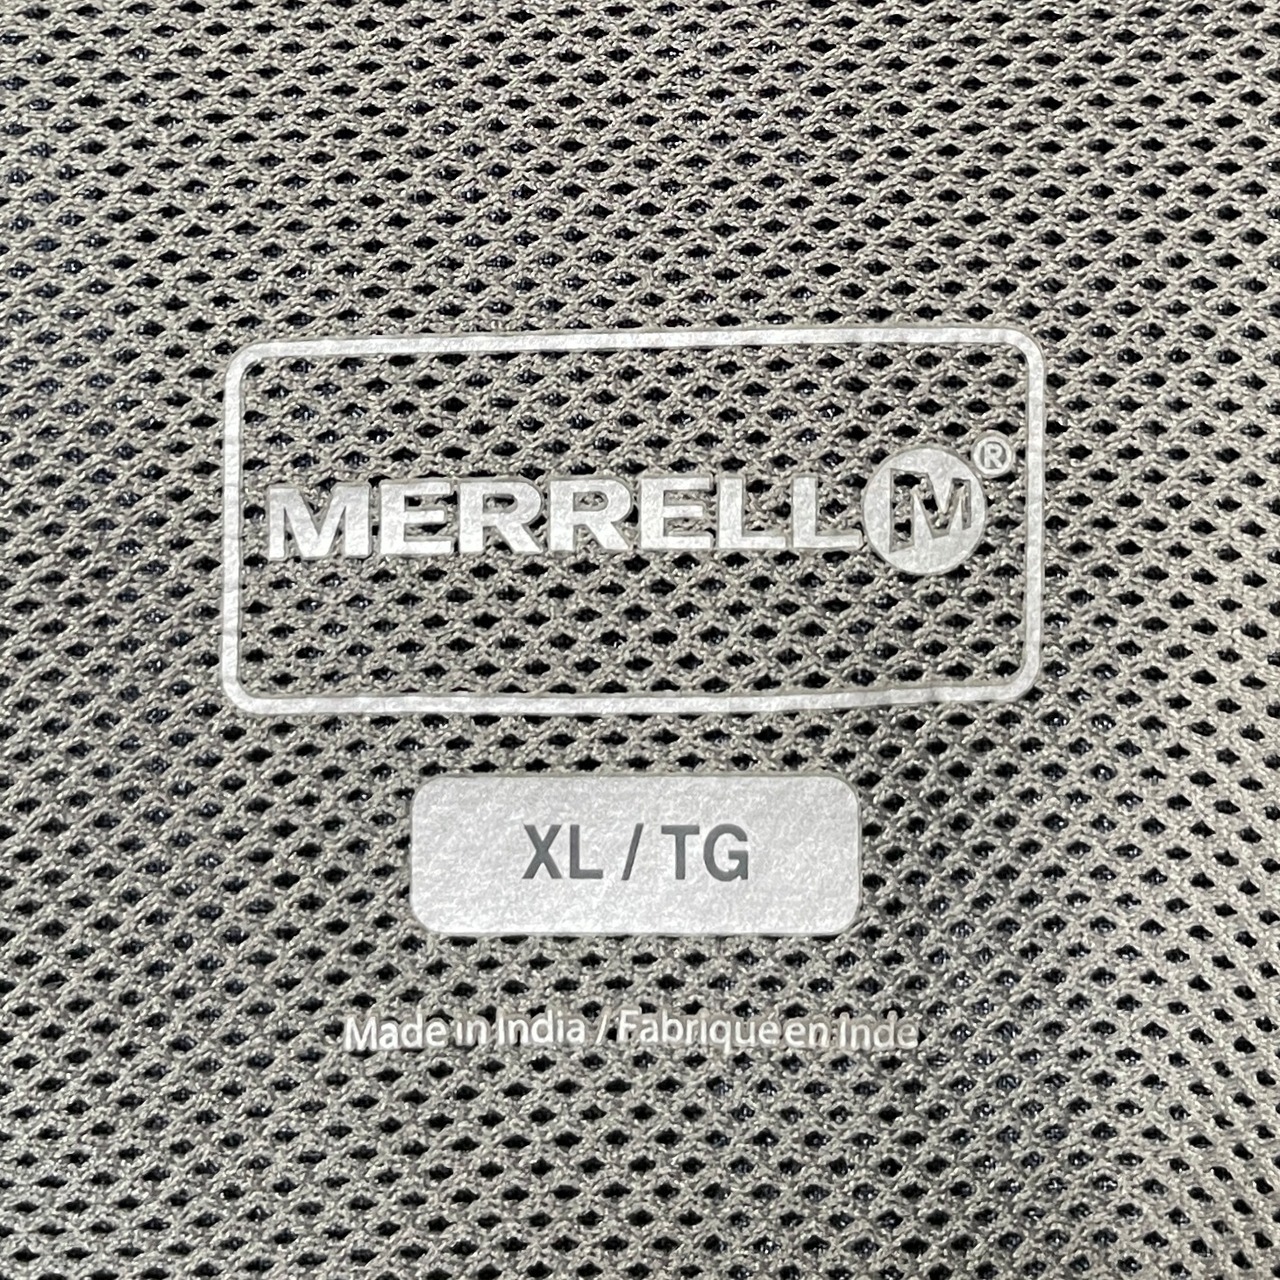 MERRELL M®
XL / TG
Made in India / Fabrique en Inde